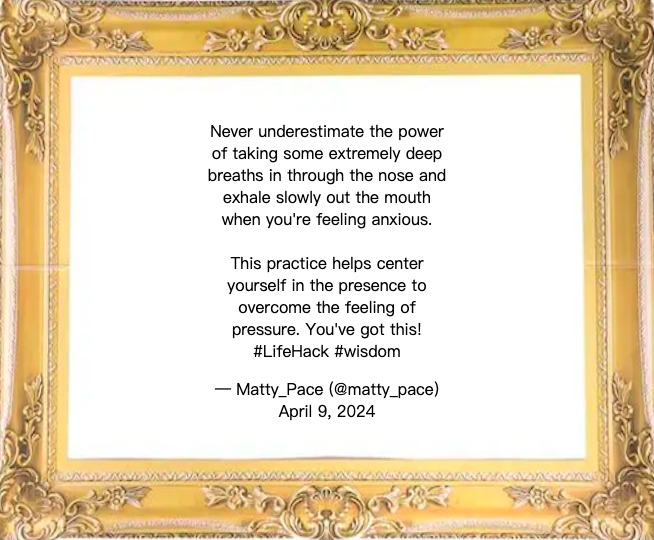 Never underestimate the power
of taking some extremely deep
breaths in through the nose and
exhale slowly out the mouth
when you're feeling anxious.
This practice helps center
yourself in the presence to
overcome the feeling of
pressure. You've got this!
#LifeHack #wisdom
— Matty_Pace (@matty_pace)
April 9, 2024